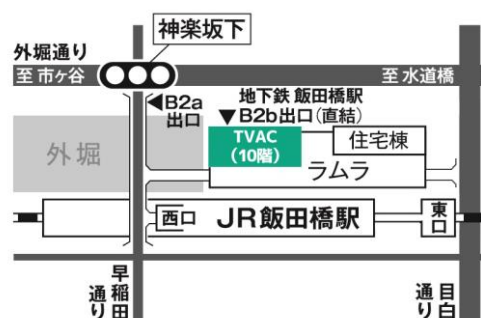 神楽坂下
外堀通り
至 市ヶ谷
至 水道橋
◀B2a
出口
地下鉄 飯田橋駅
▼B2b出口(直結)
TVAC
(10階)
住宅棟
外堀
ラムラ
西口
JR飯田橋駅
東口
早稲田通り
目白通り